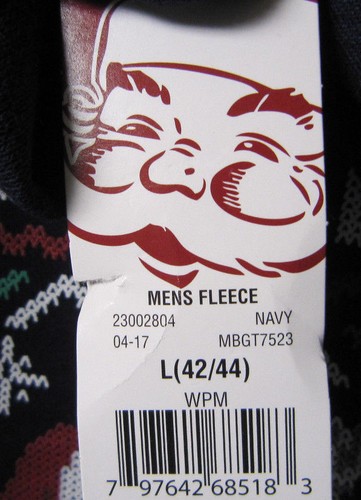 MENS FLEECE
23002804 NAVY
04-17 MBGT7523
L(42/44)
WPM
7 97642 68518 3